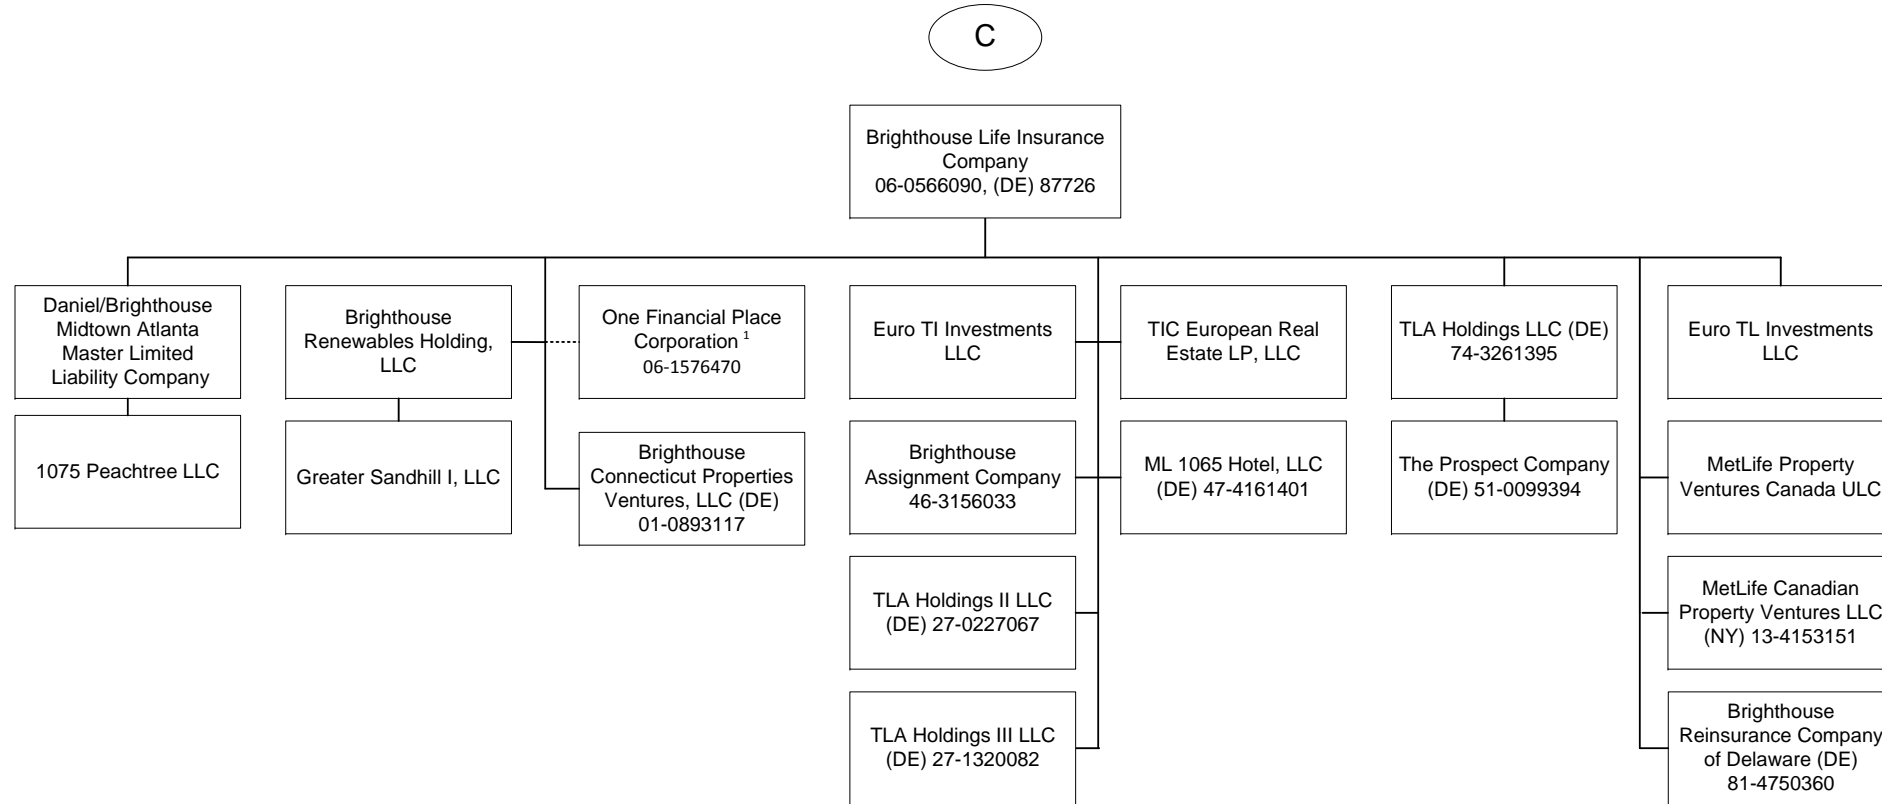 C
Brighthouse Life Insurance
Company
06-0566090, (DE) 87726
Daniel/Brighthouse
Midtown Atlanta
Master Limited
Liability Company
Brighthouse
Renewables Holding,
LLC
One Financial Place
Corporation 1
06-1576470
Euro TI Investments
LLC
TIC European Real
Estate LP, LLC
TLA Holdings LLC (DE)
74-3261395
Euro TL Investments
LLC
1075 Peachtree LLC
Greater Sandhill I, LLC
Brighthouse
Connecticut Properties
Ventures, LLC (DE)
01-0893117
Brighthouse
Assignment Company
46-3156033
ML 1065 Hotel, LLC
(DE) 47-4161401
The Prospect Company
(DE) 51-0099394
MetLife Property
Ventures Canada ULC
TLA Holdings II LLC
(DE) 27-0227067
MetLife Canadian
Property Ventures LLC
(NY) 13-4153151
TLA Holdings III LLC
(DE) 27-1320082
Brighthouse
Reinsurance Company
of Delaware (DE)
81-4750360